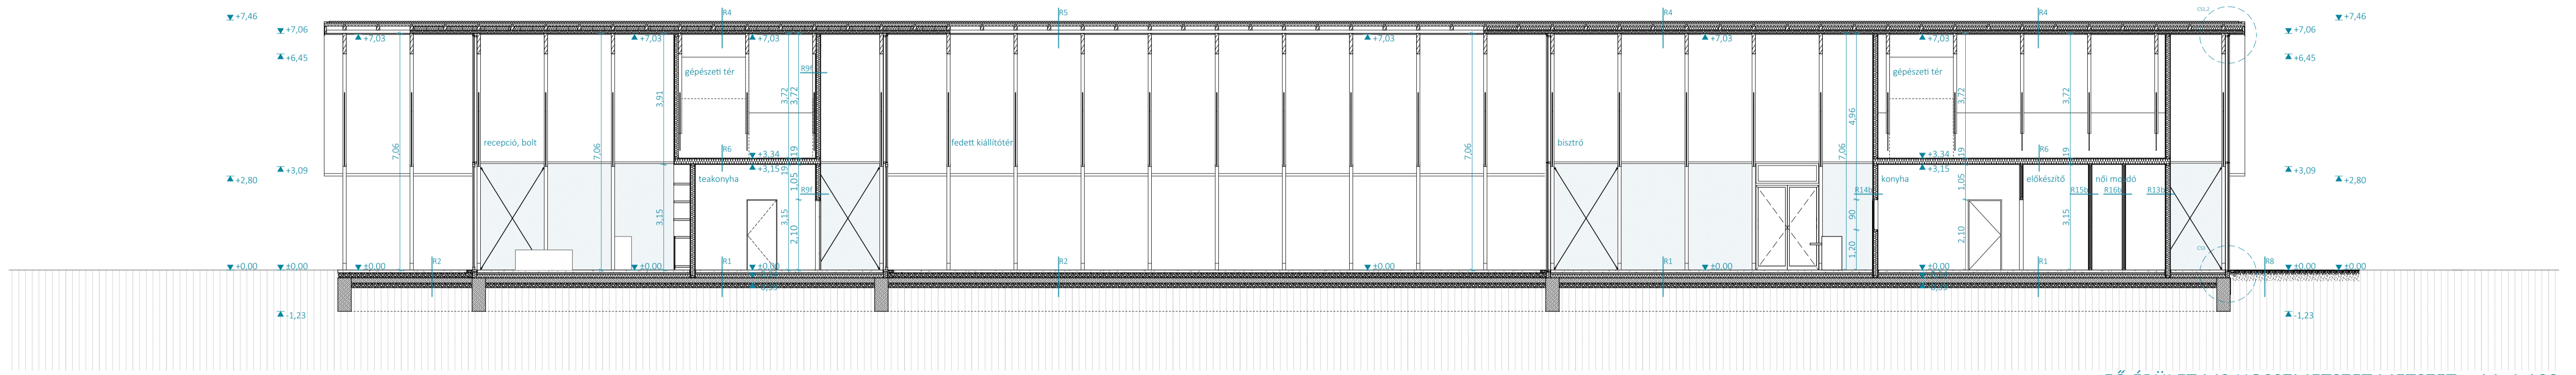 +7,46
+7,06
+6,45
+3,09
+2,80
±0,00
±0,00
-1,23
+7,03
7,06
±0,00
R2
recepció, bolt
7,06
+7,03
±0,00
3,91
3,15
R4
+7,03
gépészeti tér
R6
+3,34
+3,15
teakonyha
3,72
3,72
19
19
1,05
3,15
2,10
R9f
R9f
±0,00
R1
R5
fedett kiállítótér
R2
+7,03
±0,00
7,06
bisztró
R4
+7,03
±0,00
R1
7,06
4,96
R14b
90
1,20
+7,03
gépészeti tér
+3,34
+3,15
konyha
3,72
19
1,05
2,10
±0,00
R4
R6
előkészítő
R1
3,72
19
3,15
R15b
női mosdó
R16b
R13b
CSL2
R8
+7,06
+6,45
+3,09
±0,00
-1,23
+7,46
+2,80
±0,00